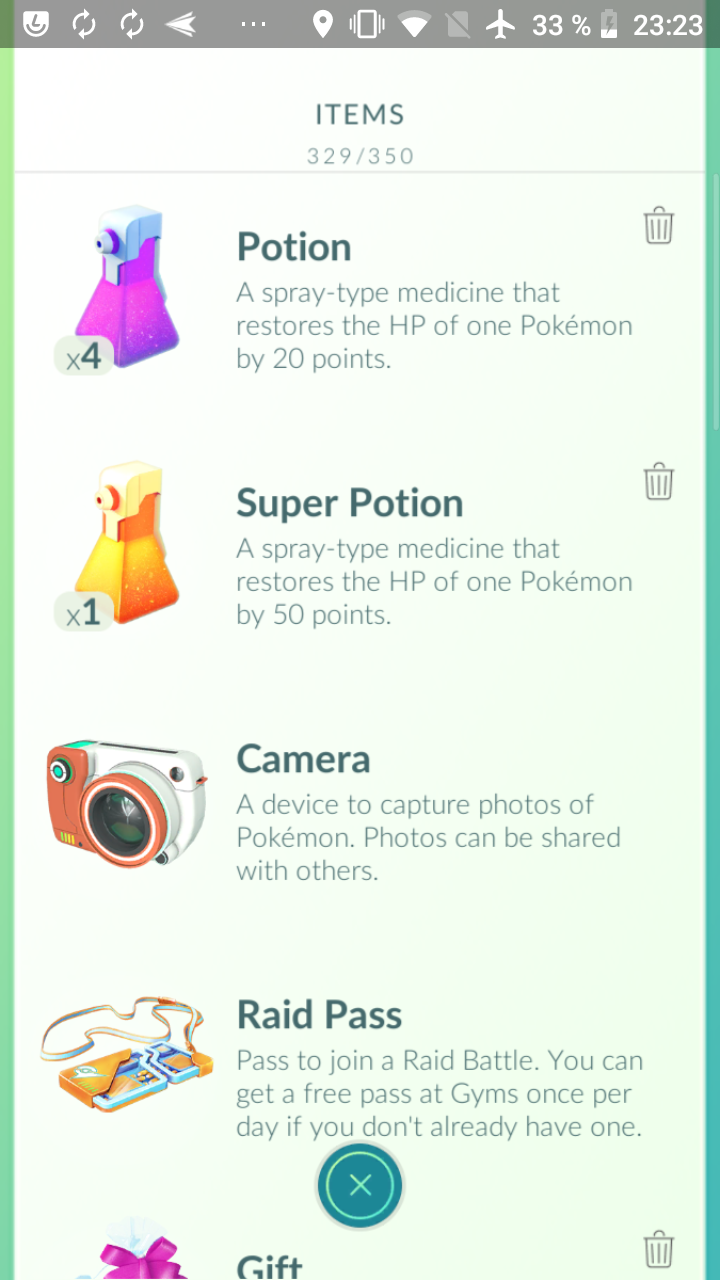 33 % 23:23
ITEMS
329/350
Potion
A spray-type medicine that
restores the HP of one Pokémon
by 20 points.
x4
Super Potion
A spray-type medicine that
restores the HP of one Pokémon
by 50 points.
x1
Camera
A device to capture photos of
Pokémon. Photos can be shared
with others.
Raid Pass
Pass to join a Raid Battle. You can
get a free pass at Gyms once per
day if you don't already have one.
Gift